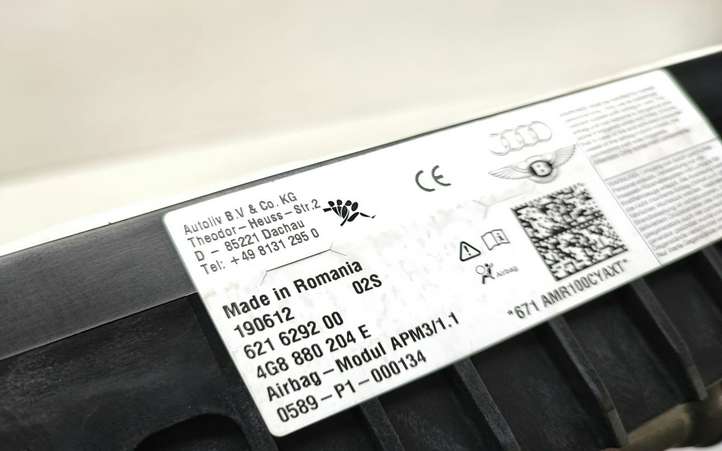 Autoliv B.V & Co. KG
Theodor-Heuss-Str.2
D - 85221 Dachau
Tel: +49 8131 295 0
CE
B
Made in Romania
190612 02S
621 6292 00
4G8 880 204 E
Airbag-Modul APM3/1.1
0589-P1-000134
Airbag
*671 AMR100CYAXT*